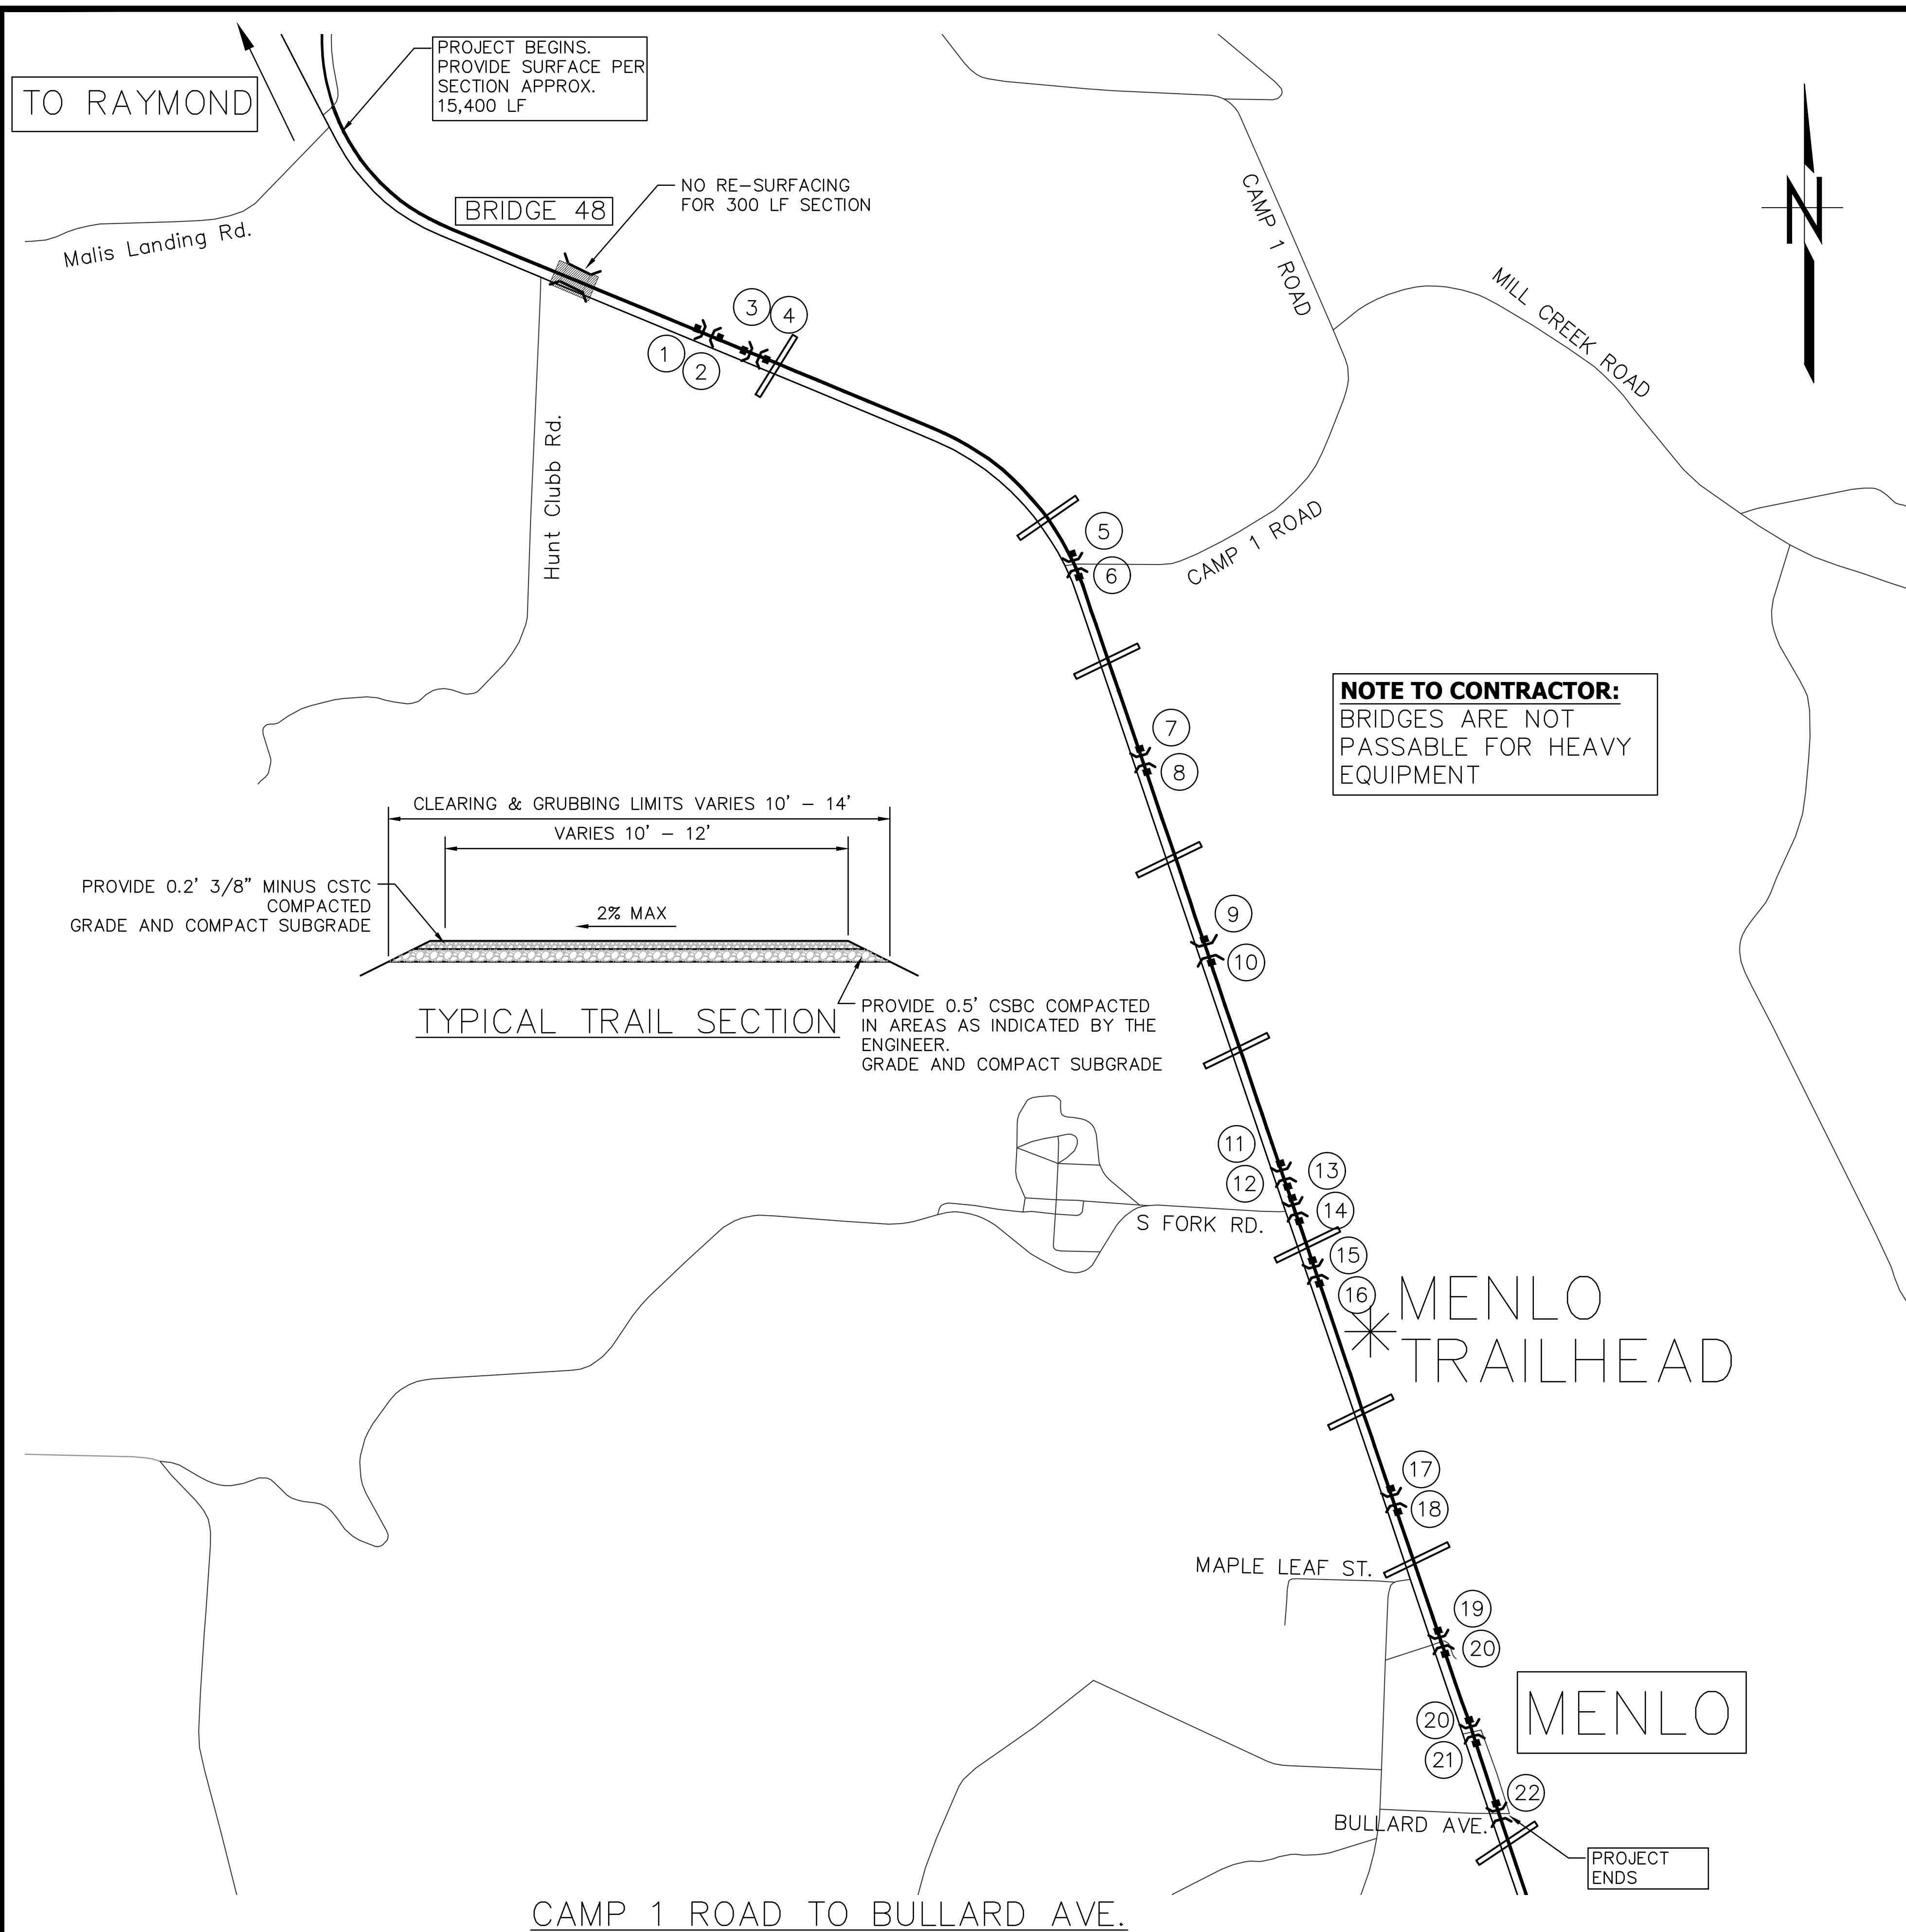 PROJECT BEGINS.
PROVIDE SURFACE PER
SECTION APPROX.
15,400 LF
TO RAYMOND
NO RE-SURFACING
FOR 300 LF SECTION
BRIDGE 48
Malis Landing Rd.
CAMP 1 ROAD
N
MILL CREEK ROAD
3
4
1
2
Hunt Clubb Rd.
5
6
CAMP 1 ROAD
NOTE TO CONTRACTOR:
BRIDGES ARE NOT
PASSABLE FOR HEAVY
EQUIPMENT
7
8
CLEARING & GRUBBING LIMITS VARIES 10' - 14'
VARIES 10' - 12'
PROVIDE 0.2' 3/8" MINUS CSTC
COMPACTED
GRADE AND COMPACT SUBGRADE
2% MAX
9
10
TYPICAL TRAIL SECTION
PROVIDE 0.5' CSBC COMPACTED
IN AREAS AS INDICATED BY THE
ENGINEER.
GRADE AND COMPACT SUBGRADE
11
12
13
14
S FORK RD.
15
16
MENLO
TRAILHEAD
17
18
MAPLE LEAF ST.
19
20
MENLO
20
21
22
BULLARD AVE.
PROJECT
ENDS
CAMP 1 ROAD TO BULLARD AVE.